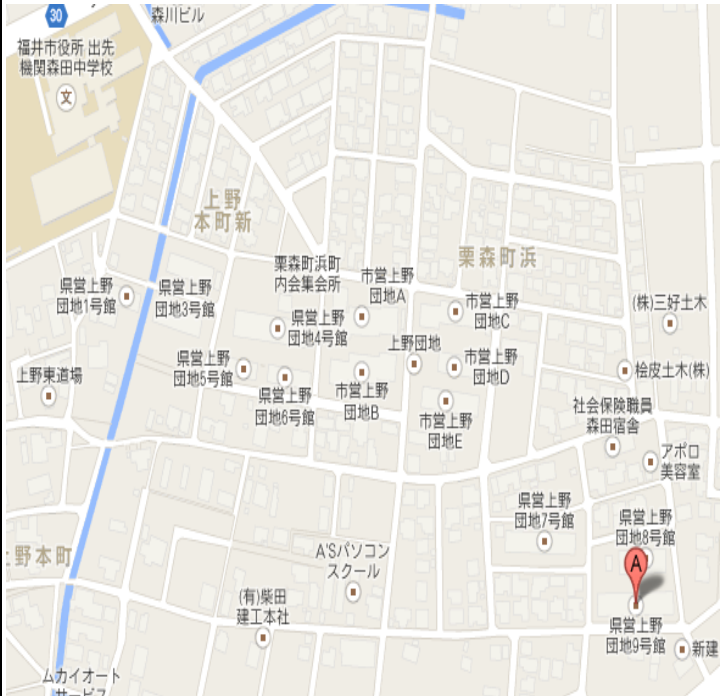 30
森川ビル
福井市役所 出先
機関森田中学校
文
上野
本町新
栗森町浜町
内会集会所
市営上野
団地A
栗森町浜
県営上野
団地1号館
県営上野
団地3号館
県営上野
団地4号館
市営上野
団地C
(株)三好土木
上野団地
県営上野
団地5号館
県営上野
団地6号館
市営上野
団地B
市営上野
団地D
桧皮土木(株)
上野東道場
市営上野
団地E
社会保険職員
森田宿舎
アポロ
美容室
県営上野
団地7号館
県営上野
団地8号館
上野本町
A'Sパソコン
スクール
A
(有)柴田
建工本社
県営上野
団地9号館
新建
ムカイオート
サービス